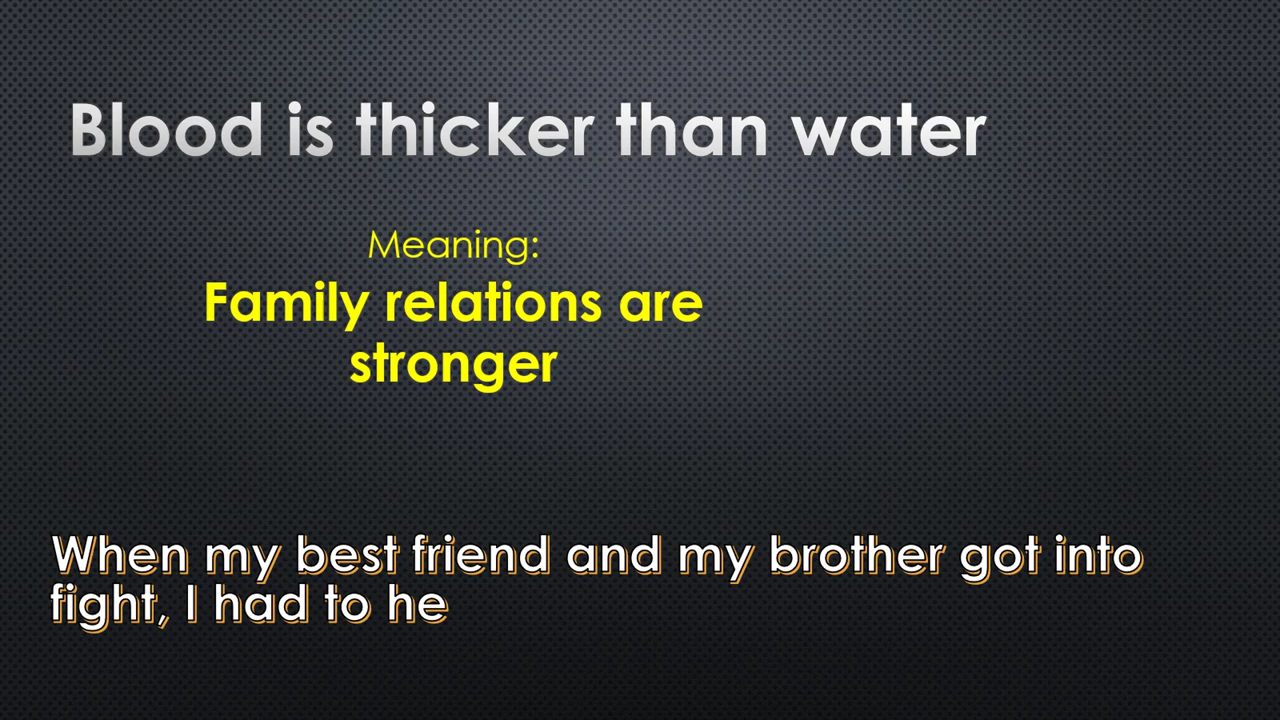 Blood is thicker than water
Meaning:
Family relations are
stronger
When my best friend and my brother got into
fight, I had to he